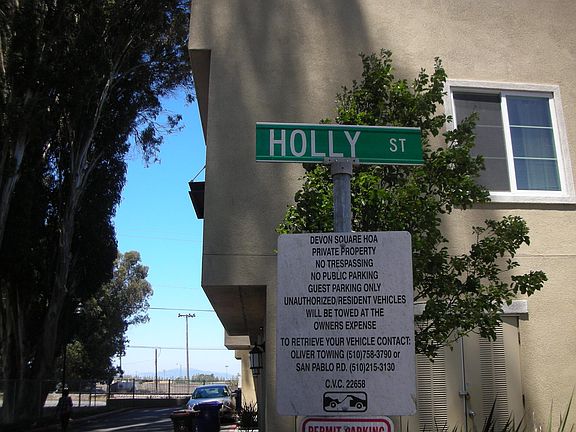 HOLLY ST
DEVON SQUARE HOA
PRIVATE PROPERTY
NO TRESPASSING
NO PUBLIC PARKING
GUEST PARKING ONLY
UNAUTHORIZED/RESIDENT VEHICLES
WILL BE TOWED AT THE
OWNERS EXPENSE
TO RETRIEVE YOUR VEHICLE CONTACT:
OLIVER TOWING (510)758-3790 or
SAN PABLO RD. (510)215-3130
C.V.C. 22658
PERMIT PARKING